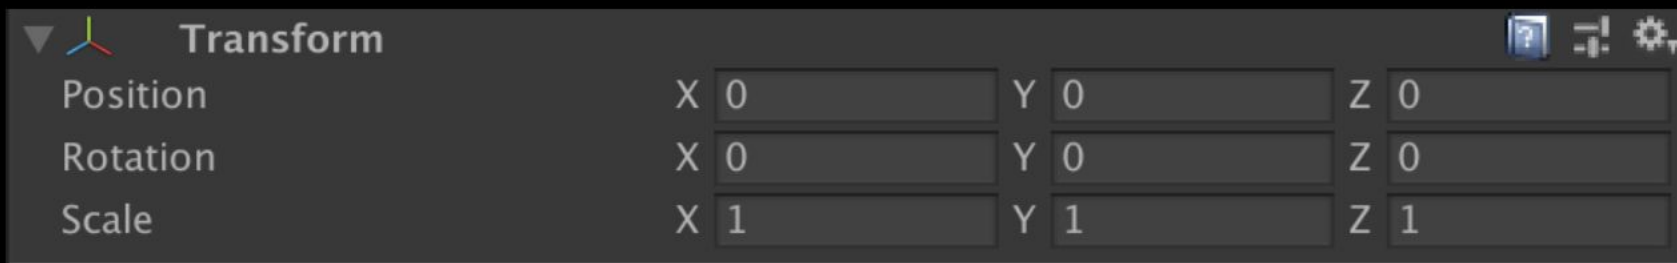 Transform
Position X 0 Y 0 Z 0
Rotation X 0 Y 0 Z 0
Scale X 1 Y 1 Z 1